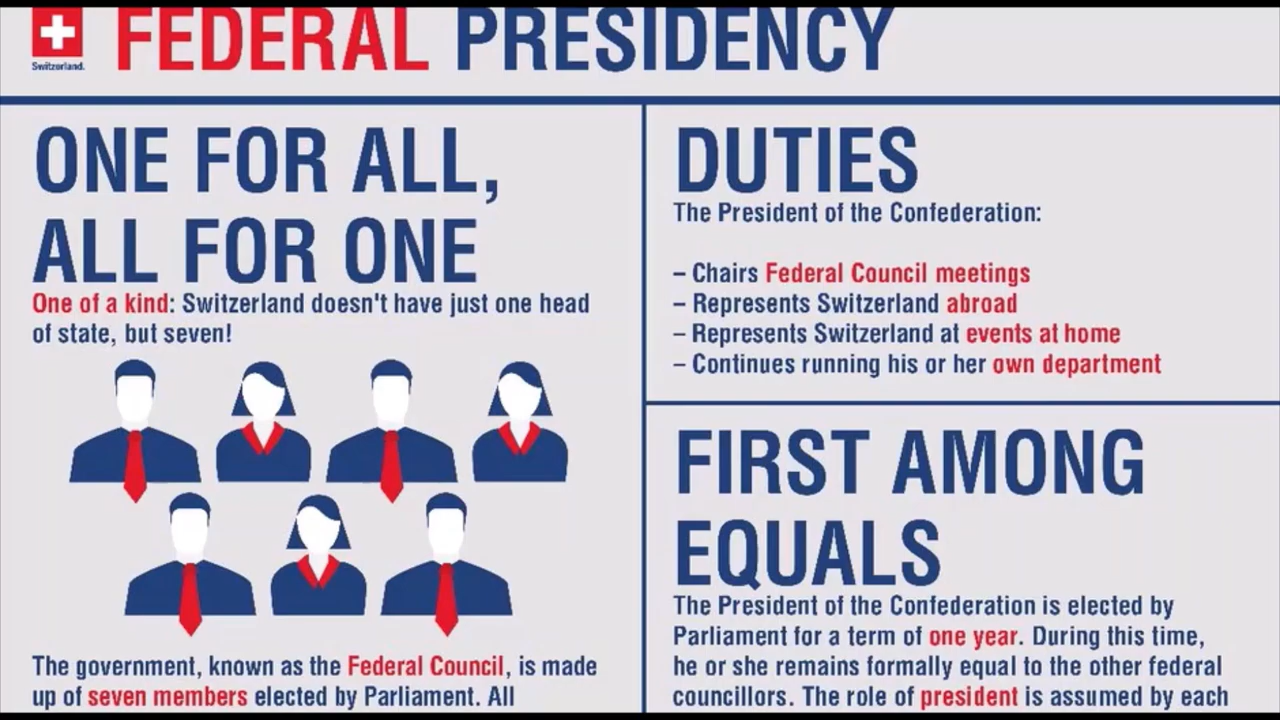 FEDERAL PRESIDENCY
Switzerland.
ONE FOR ALL,
ALL FOR ONE
One of a kind: Switzerland doesn't have just one head
of state, but seven!
The government, known as the Federal Council, is made
up of seven members elected by Parliament. All
DUTIES
The President of the Confederation:
– Chairs Federal Council meetings
– Represents Switzerland abroad
– Represents Switzerland at events at home
– Continues running his or her own department
FIRST AMONG
EQUALS
The President of the Confederation is elected by
Parliament for a term of one year. During this time,
he or she remains formally equal to the other federal
councillors. The role of president is assumed by each